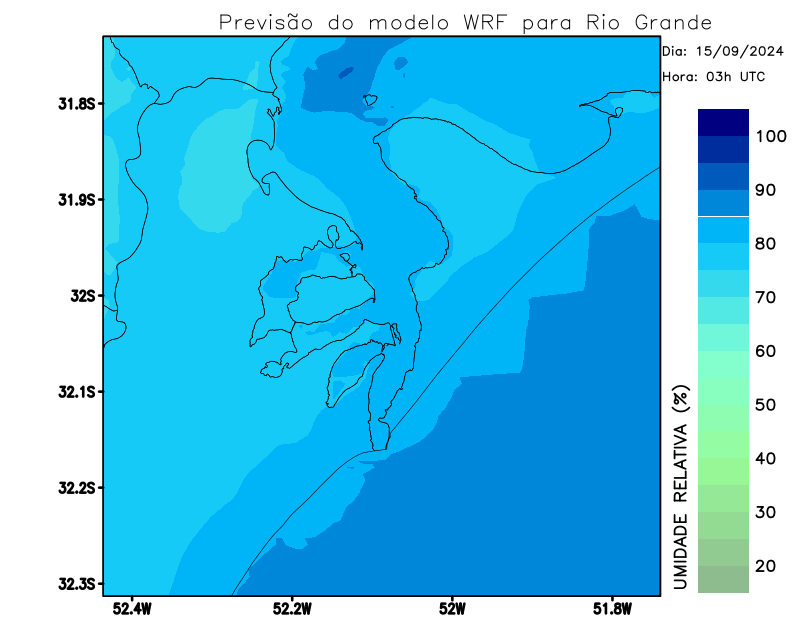 Previsão do modelo WRF para Rio Grande
Dia: 15/09/2024
Hora: 03h UTC
31.8S
31.9S
32S
32.1S
32.2S
32.3S
52.4W
52.2W
52W
51.8W
100
90
80
70
60
50
40
30
20
UMIDADE RELATIVA (%)